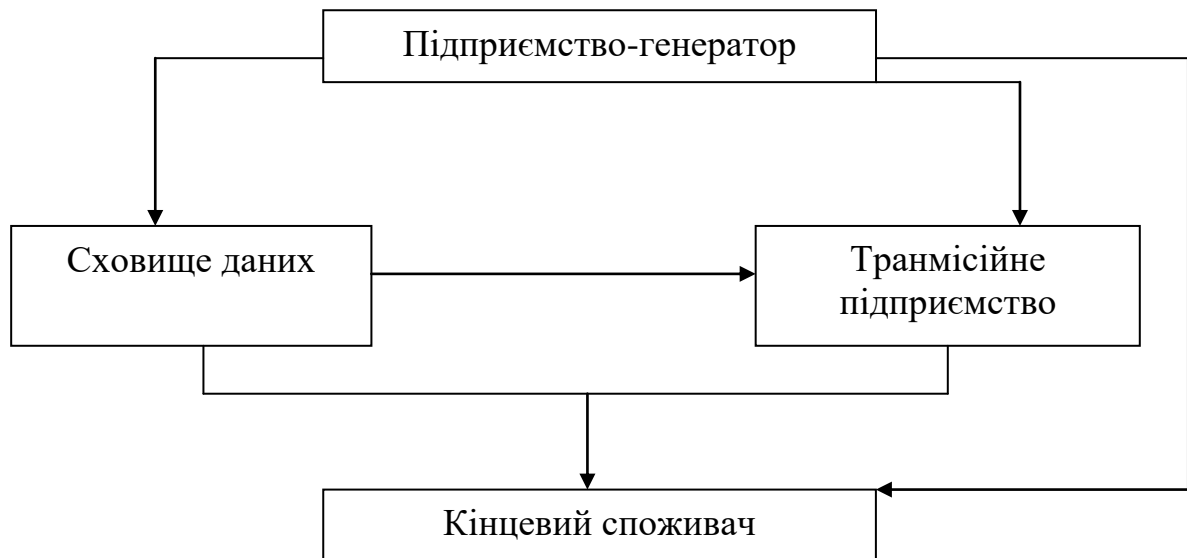 Підприємство-генератор
Сховище даних
Транмісійне
підприємство
Кінцевий споживач